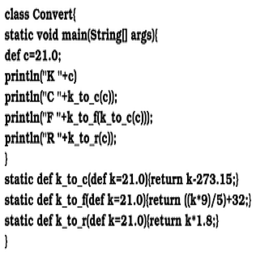 class Convert{
static void main(String[] args){
def c=21.0;
println("K "+c)
println("C "+k_to_c(c));
println("F "+k_to_f(k_to_c(c)));
println("R "+k_to_r(c));
}
static def k_to_c(def k=21.0){return k-273.15;}
static def k_to_f(def k=21.0){return ((k*9)/5)+32;}
static def k_to_r(def k=21.0){return k*1.8;}
}